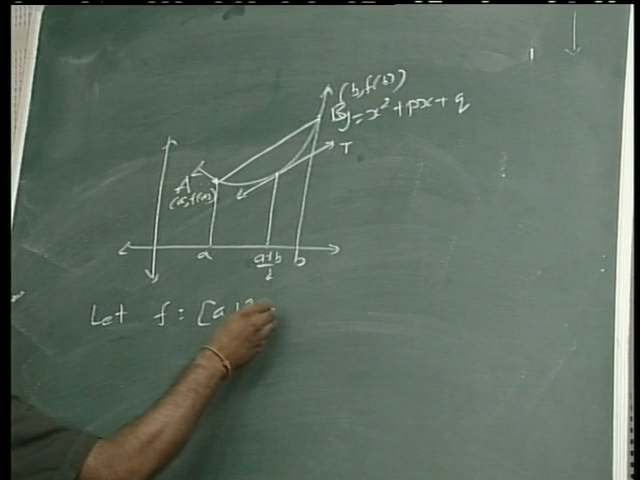 (b, f(b))
B y = x² + px + q
T
A
(a, f(a))
a
a+b
2
b
Let f : [a, b]